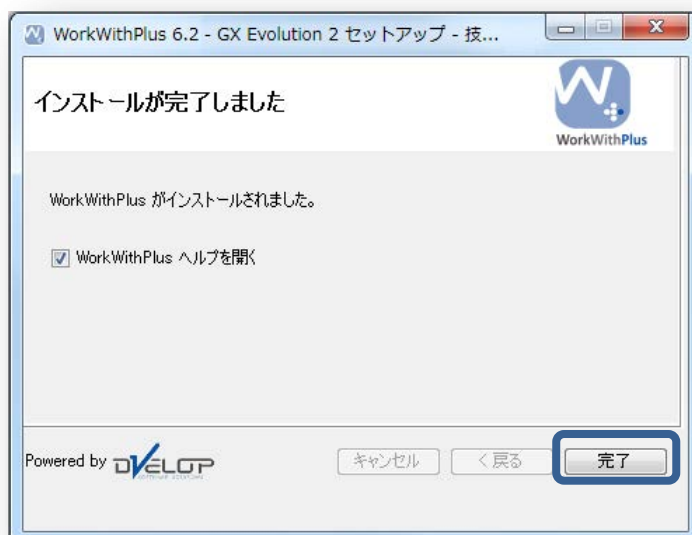 WorkWithPlus 6.2 - GX Evolution 2 セットアップ - 技...
インストールが完了しました
WorkWithPlus
WorkWithPlus がインストールされました。
WorkWithPlus ヘルプを開く
Powered by DVELOP
SOFTWARE SOLUTIONS
キャンセル
< 戻る
完了